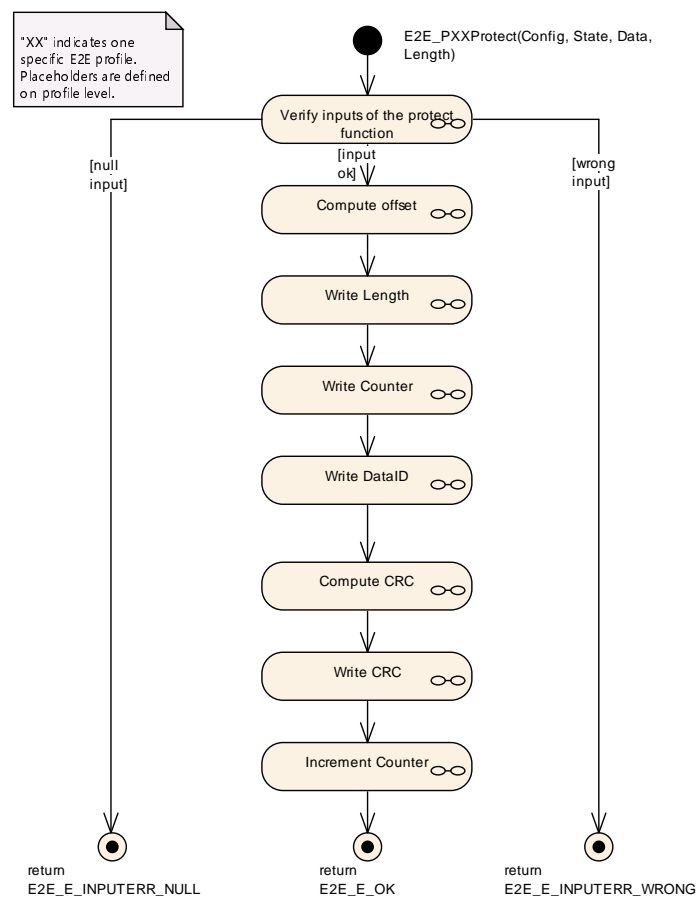 "XX" indicates one
specific E2E profile.
Placeholders are defined
on profile level.
E2E_PXXProtect(Config, State, Data,
Length)
Verify inputs of the protect
function
[null
input]
[input
ok]
[wrong
input]
Compute offset
Write Length
Write Counter
Write DataID
Compute CRC
Write CRC
Increment Counter
return
E2E_E_INPUTERR_NULL
return
E2E_E_OK
return
E2E_E_INPUTERR_WRONG